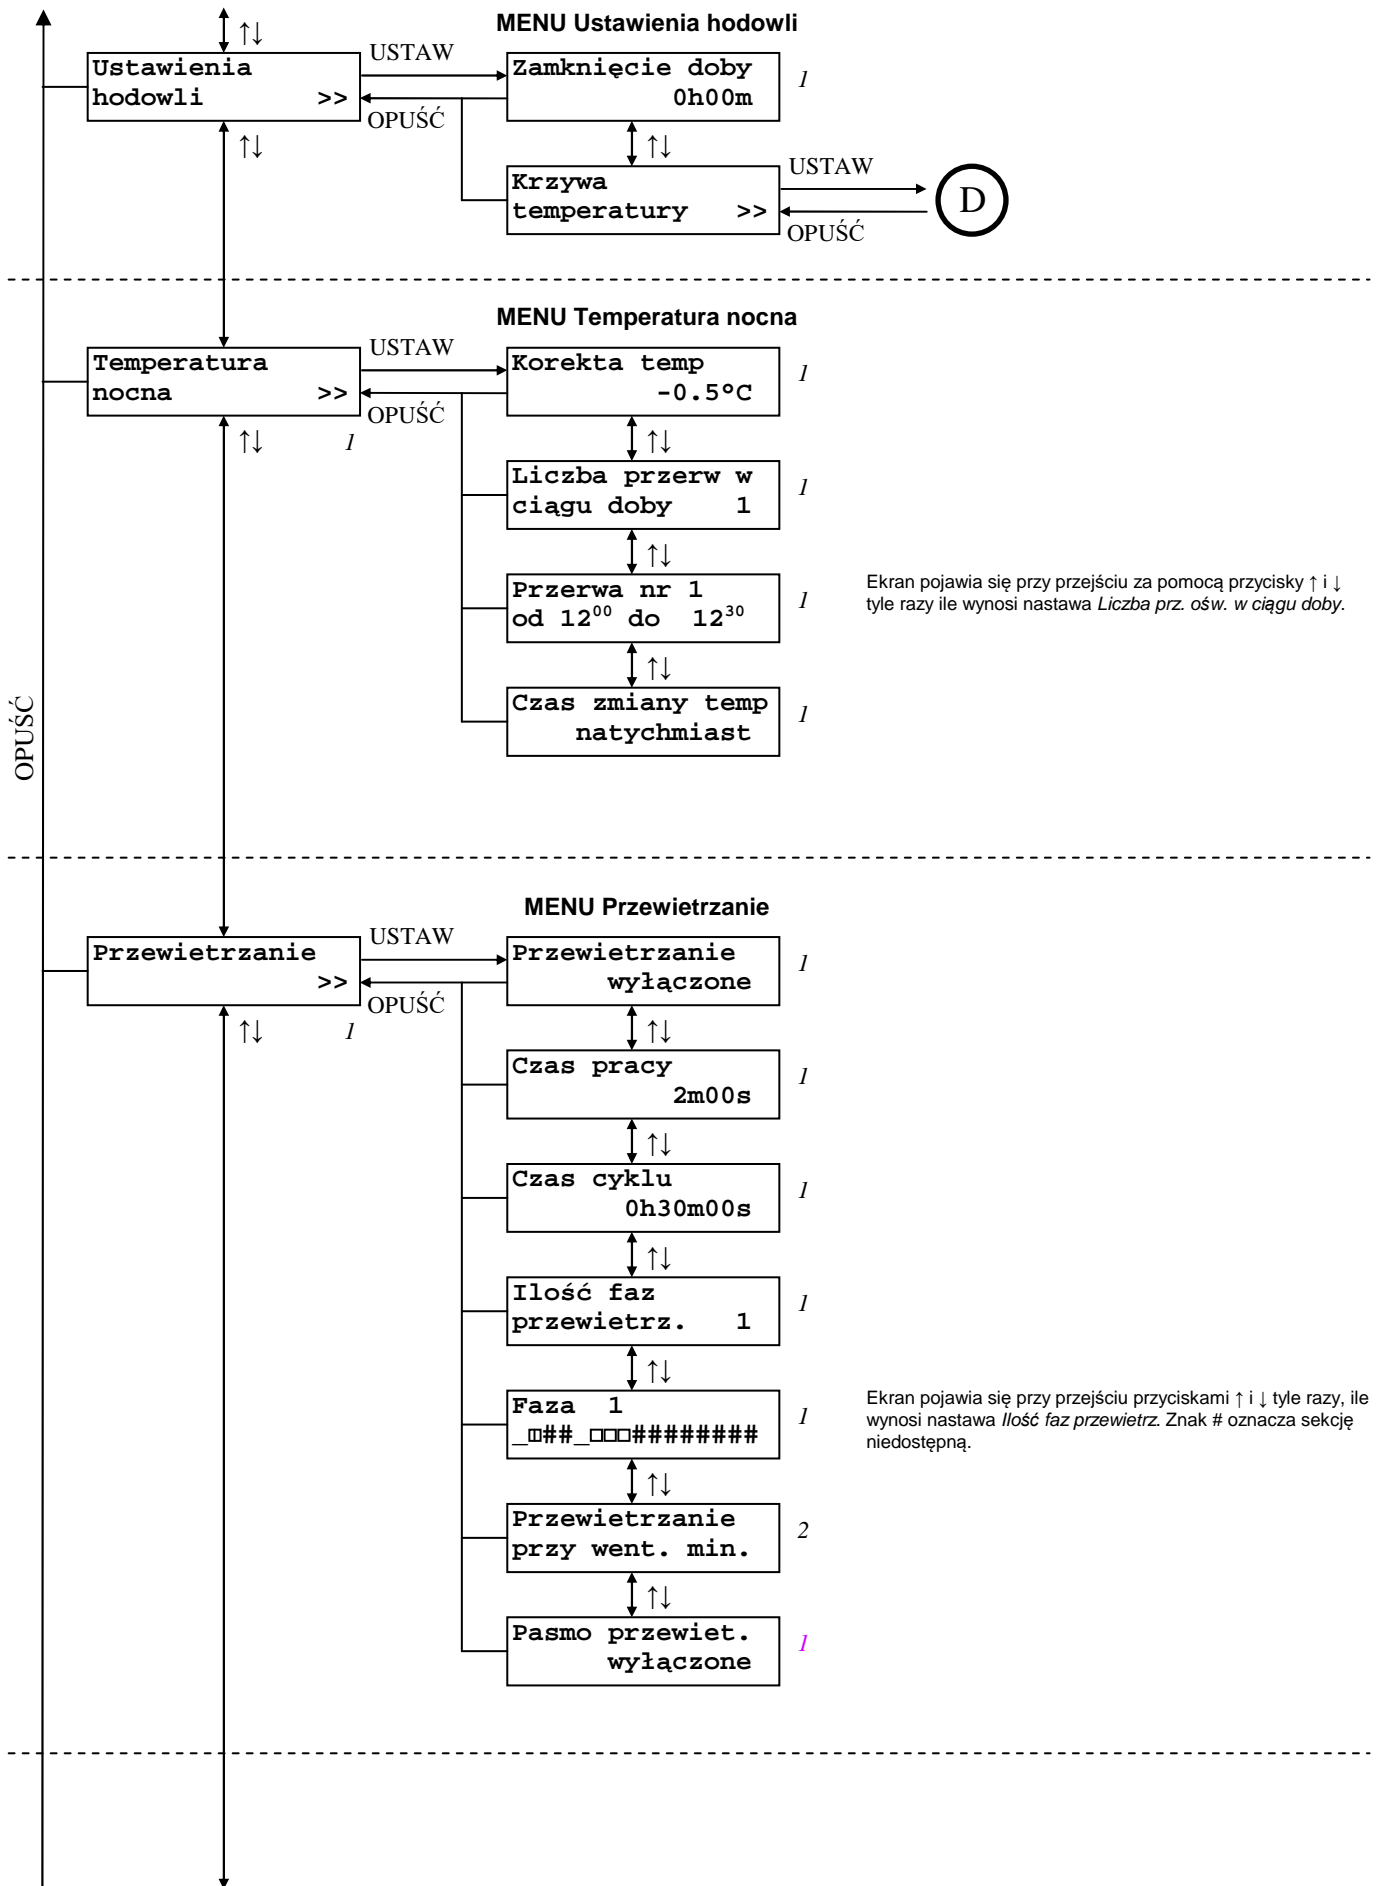 MENU Ustawienia hodowli
↑↓
USTAW
Ustawienia
hodowli >>
OPUŚĆ
Zamknięcie doby
0h00m
1
↑↓
↑↓
Krzywa
temperatury >>
USTAW
OPUŚĆ
D
MENU Temperatura nocna
Temperatura
nocna >>
USTAW
OPUŚĆ
Korekta temp
-0.5°C
1
↑↓
1
↑↓
Liczba przerw w
ciągu doby 1
1
↑↓
Przerwa nr 1
od 12⁰⁰ do 12³⁰
1
Ekran pojawia się przy przejściu za pomocą przycisky ↑ i ↓
tyle razy ile wynosi nastawa Liczba prz. ośw. w ciągu doby.
↑↓
Czas zmiany temp
natychmiast
1
OPUŚĆ
MENU Przewietrzanie
Przewietrzanie
>>
USTAW
OPUŚĆ
Przewietrzanie
wyłączone
1
↑↓
1
↑↓
Czas pracy
2m00s
1
↑↓
Czas cyklu
0h30m00s
1
↑↓
Ilość faz
przewietrz. 1
1
↑↓
Faza 1
_◫##_□□□########
1
Ekran pojawia się przy przejściu przyciskami ↑ i ↓ tyle razy, ile
wynosi nastawa Ilość faz przewietrz. Znak # oznacza sekcję
niedostępną.
↑↓
Przewietrzanie
przy went. min.
2
↑↓
Pasmo przewiet.
wyłączone
1